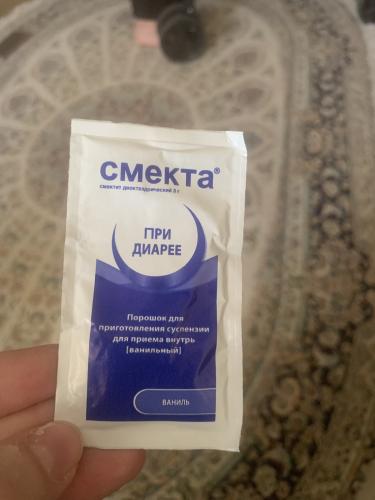 СМЕКТА®
смектит диоктаэдрический 3 г
ПРИ
ДИАРЕЕ
Порошок для
приготовления суспензии
для приема внутрь
[ванильный]
ВАНИЛЬ